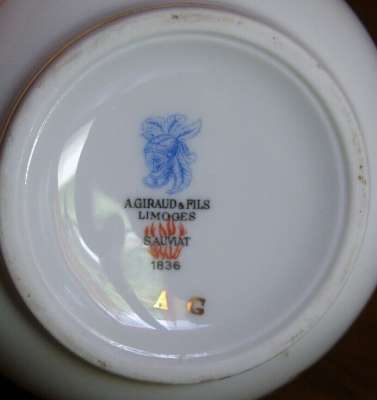 A.GIRAUD & FILS
LIMOGES
SAUVIAT
1836
A G